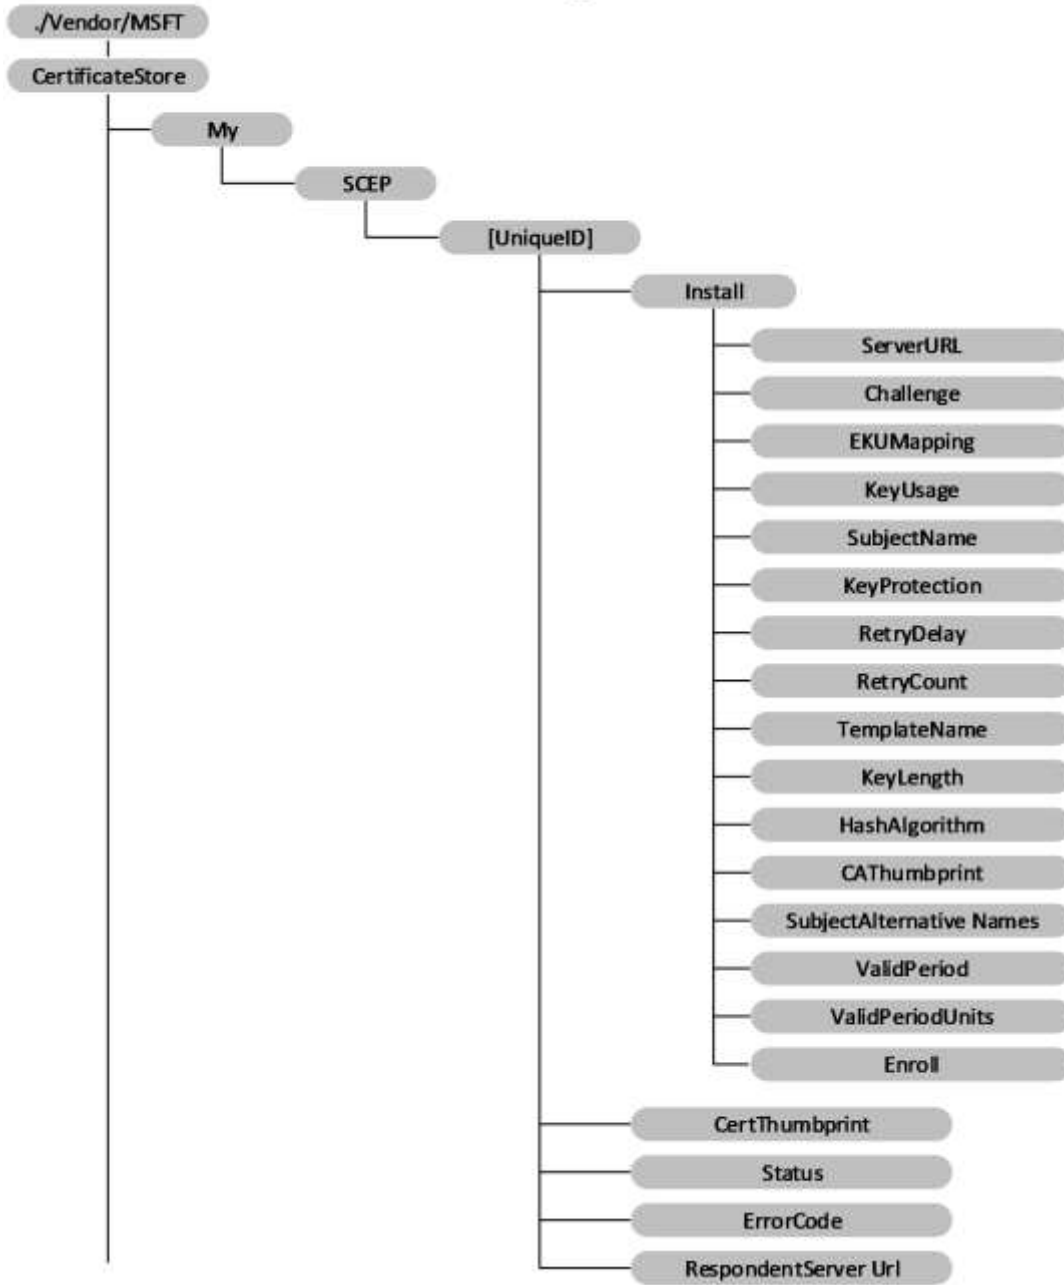 ./Vendor/MSFT
CertificateStore
My
SCEP
[UniqueID]
Install
ServerURL
Challenge
EKUMapping
KeyUsage
SubjectName
KeyProtection
RetryDelay
RetryCount
TemplateName
KeyLength
HashAlgorithm
CAThumbprint
SubjectAlternative Names
ValidPeriod
ValidPeriodUnits
Enroll
CertThumbprint
Status
ErrorCode
RespondentServer Url